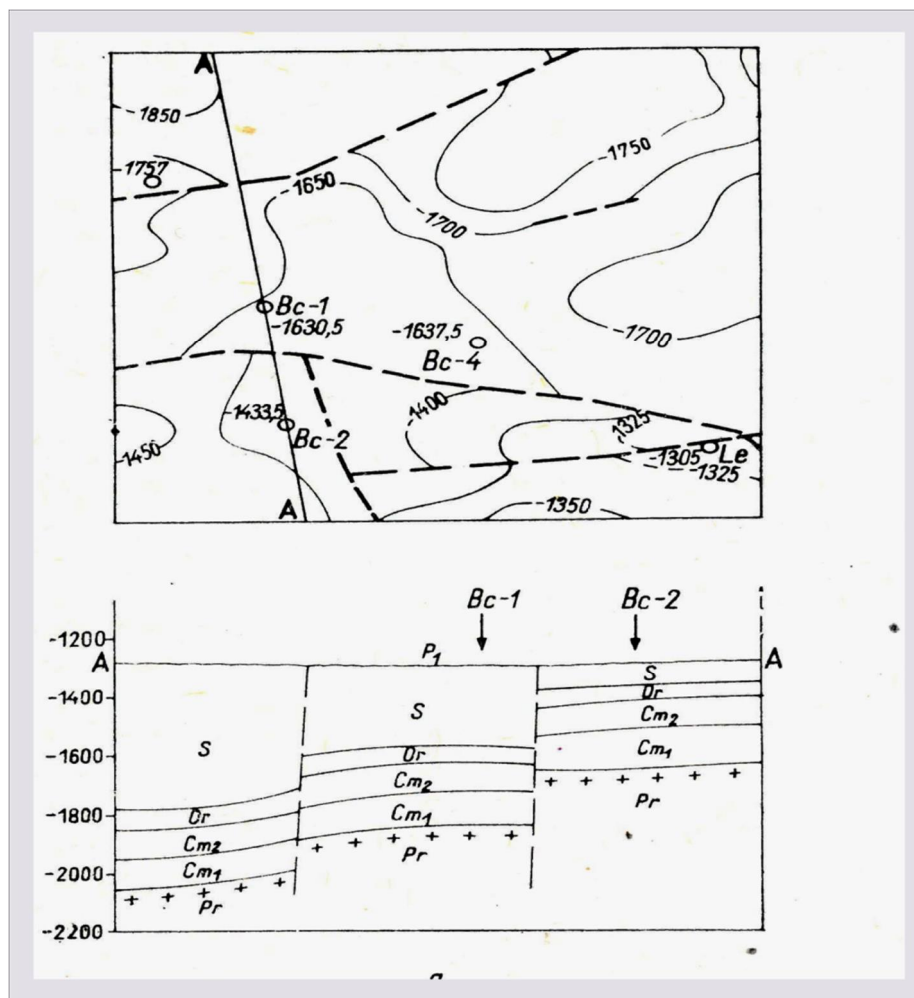 A
-1850
-1757
-1650
-1750
-1700
Bc-1
-1630,5
-1637,5
Bc-4
-1700
-1433,5
Bc-2
-1400
1325
-1305
Le
-1325
-1450
A
-1350
Bc-1
Bc-2
-1200
A
P₁
A
S
-1400
Or
S
Cm₂
-1600
S
Or
Cm₁
Cm₂
Pr
-1800
Or
Cm₁
Cm₂
Pr
-2000
Cm₁
Pr
-2200